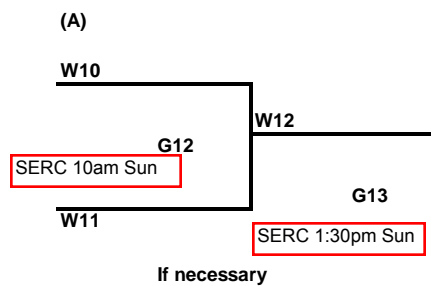 (A)
W10
W12
G12
SERC 10am Sun
G13
W11
SERC 1:30pm Sun
If necessary